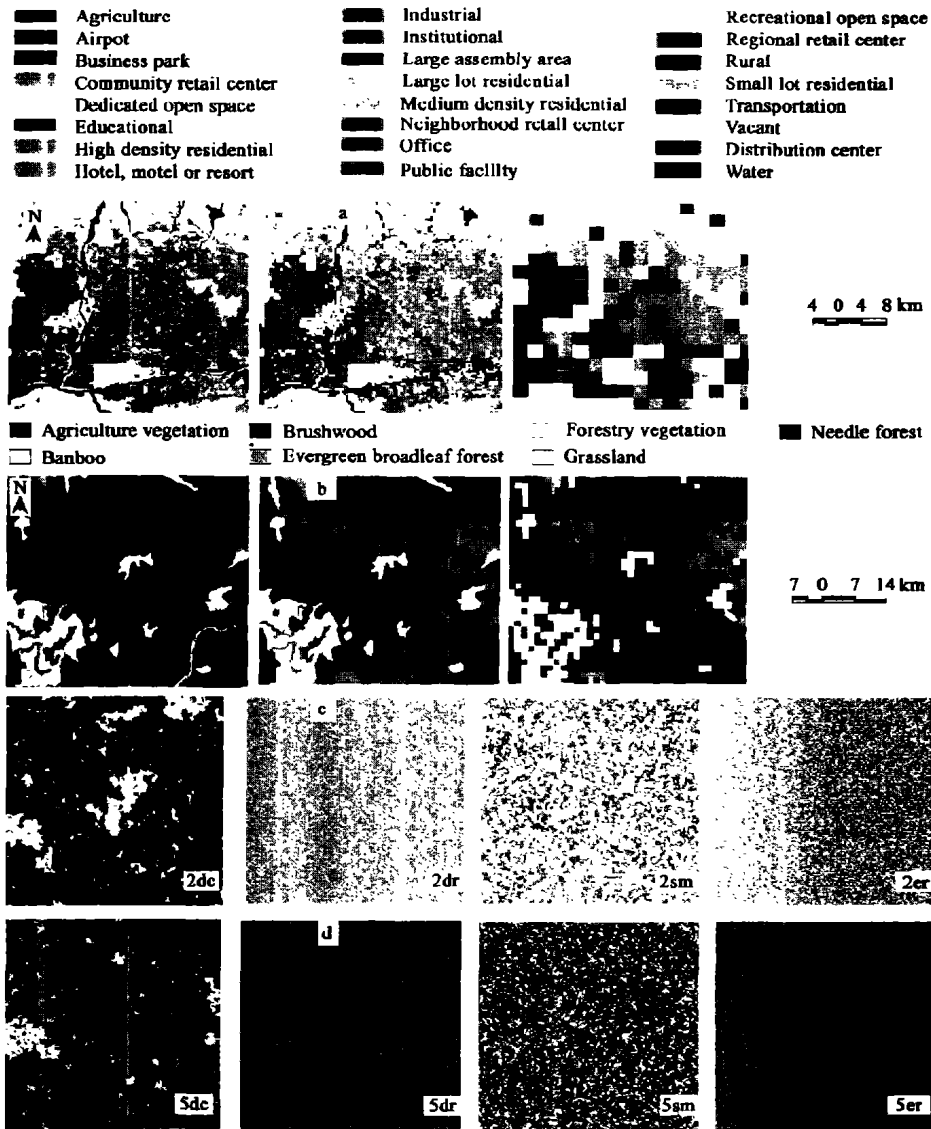 Agriculture Industrial Recreational open space
Airpot Institutional Regional retail center
Business park Large assembly area Rural
Community retail center Large lot residential Small lot residential
Dedicated open space Medium density residential Transportation
Educational Neighborhood retail center Vacant
High density residential Office Distribution center
Hotel, motel or resort Public facility Water
N a
4 0 4 8 km
Agriculture vegetation Brushwood Forestry vegetation Needle forest
Banboo Evergreen broadleaf forest Grassland
N b
7 0 7 14 km
c
2dc 2dr 2sm 2er
d
5dc 5dr 5sm 5er